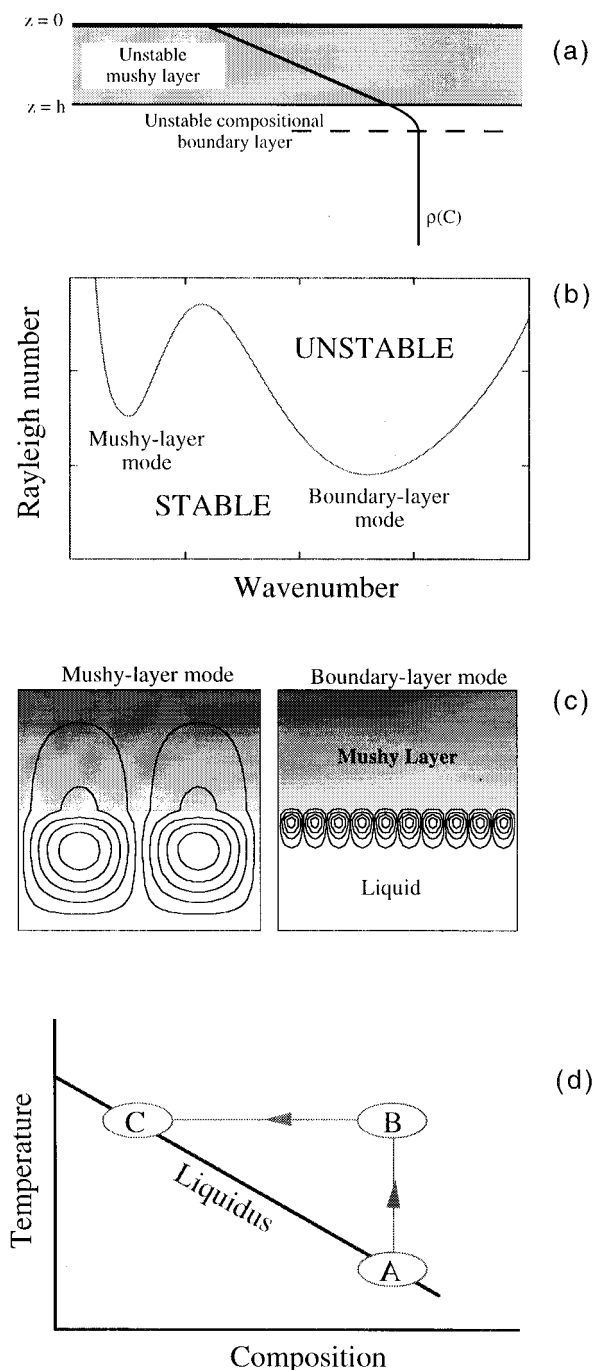 z = 0
(a)
Unstable
mushy layer
z = h
Unstable compositional
boundary layer
ρ(C)
(b)
Rayleigh number
UNSTABLE
Mushy-layer
mode
STABLE
Boundary-layer
mode
Wavenumber
Mushy-layer mode
Boundary-layer mode
(c)
Mushy Layer
Liquid
(d)
Temperature
C
B
Liquidus
A
Composition